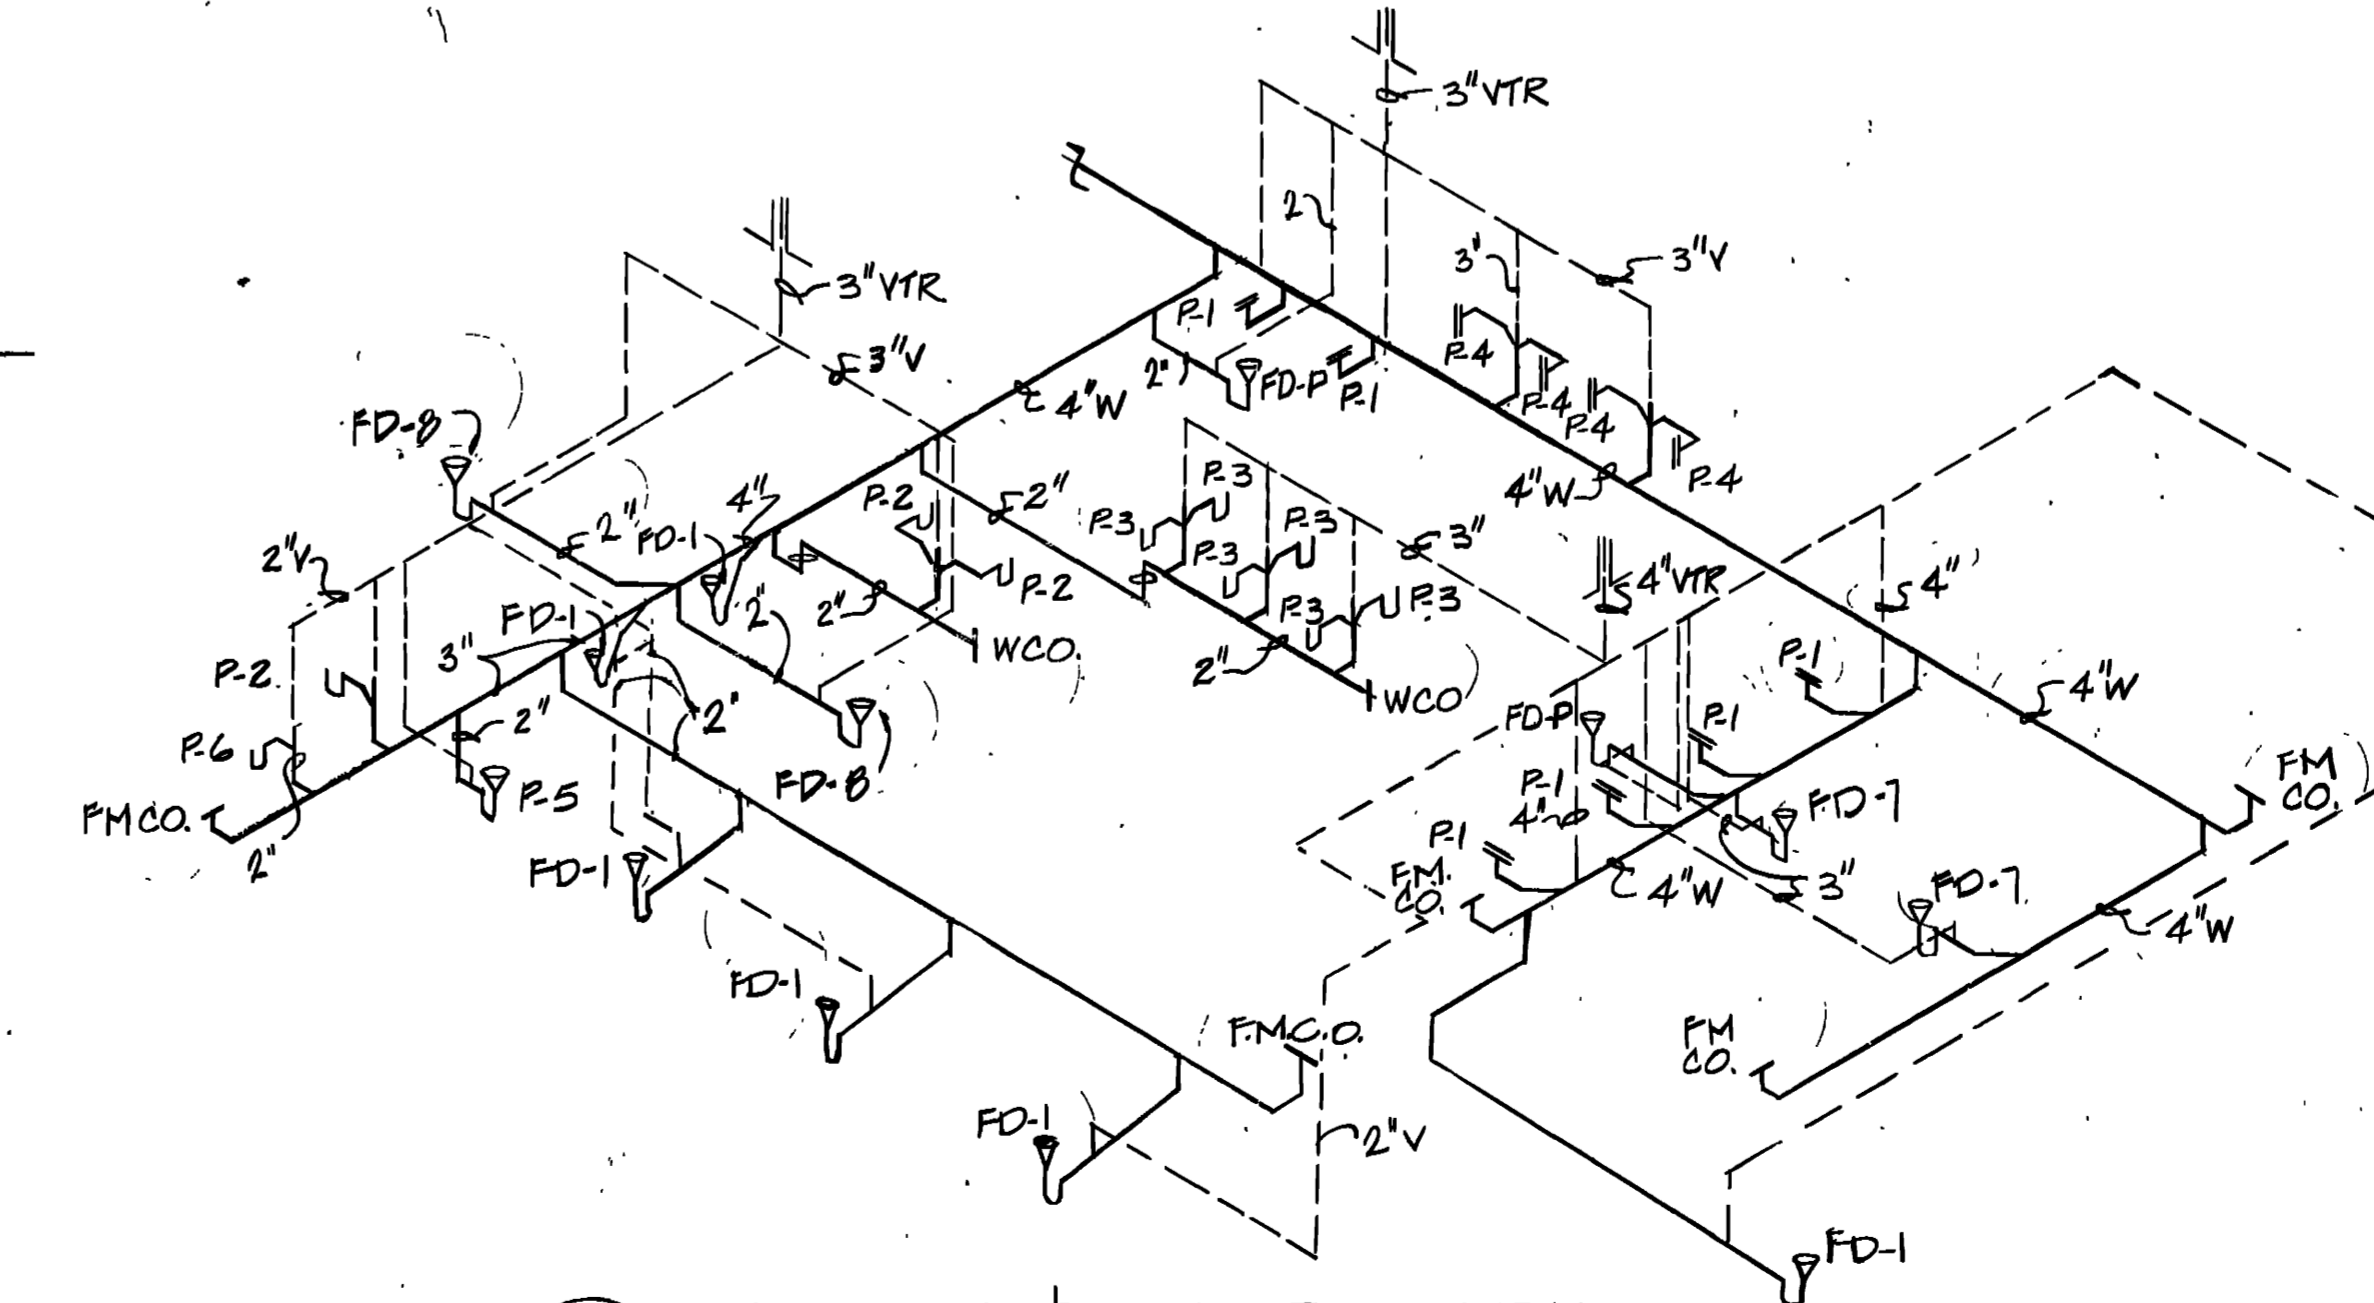 3"VTR
3"VTR
2
3"
3"V
3"V
P-1
P-4
2"
FD-P
P-1
P-4
P-4
4"W
FD-8
P-4
4"W
P-3
4"
P-2
2"
P-3
P-3
2"
FD-1
P-3
3"
2"V
4"VTR
4"
P-2
2"
2"
P-3
P-3
FD-1
3"
WCO.
2"
P-1
P-2
4"W
WCO
2"
2"
FD-P
P-1
P-6
FM
CO.
FD-8
P-5
P-1
4"
FD-7
FM CO.
P-1
2"
FD-1
FM.
CO.
4"W
3"
FD-7
4"W
FD-1
F.M.C.O.
FM
CO.
FD-1
2"V
FD-1